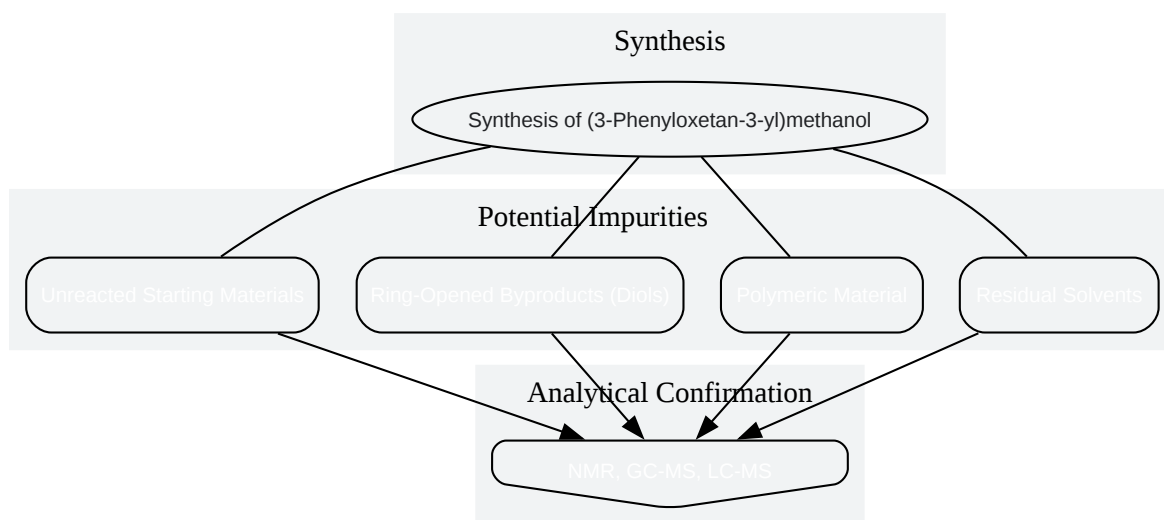 Synthesis
Synthesis of (3-Phenyloxetan-3-yl)methanol
Potential Impurities
Unreacted Starting Materials
Ring-Opened Byproducts (Diols)
Polymeric Material
Residual Solvents
Analytical Confirmation
NMR, GC-MS, LC-MS